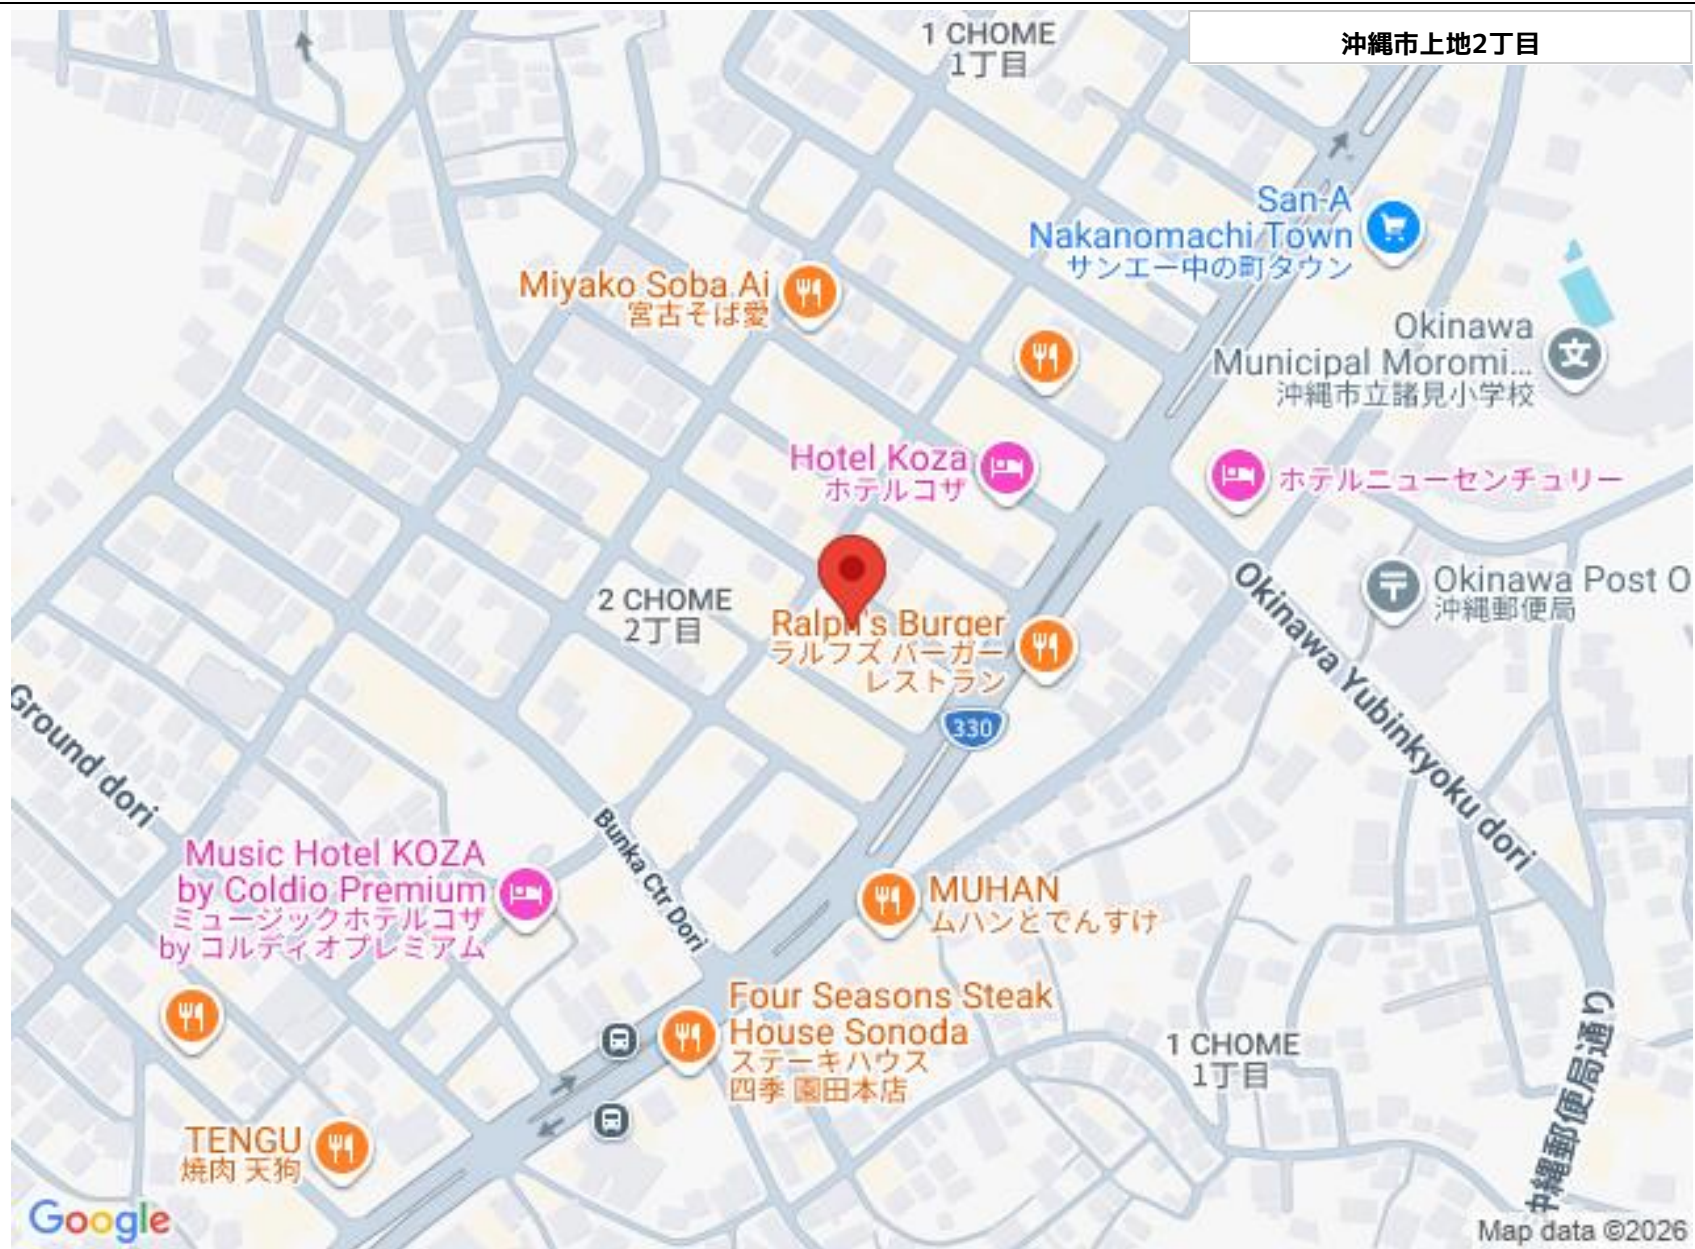 沖縄市上地2丁目
1 CHOME
1丁目
San-A
Nakanomachi Town
サンエー中の町タウン
Miyako Soba Ai
宮古そば愛
Okinawa
Municipal Moromi...
沖縄市立諸見小学校
Hotel Koza
ホテルコザ
ホテルニューセンチュリー
Okinawa Post O
沖縄郵便局
2 CHOME
2丁目
Ralph's Burger
ラルフズ バーガー
レストラン
330
Okinawa Yubinkyoku dori
Ground dori
Bunka Ctr Dori
Music Hotel KOZA
by Coldio Premium
ミュージックホテルコザ
by コルディオプレミアム
MUHAN
ムハンとでんすけ
Four Seasons Steak
House Sonoda
ステーキハウス
四季 園田本店
1 CHOME
1丁目
沖縄郵便局通り
TENGU
焼肉 天狗
Google
Map data ©2026